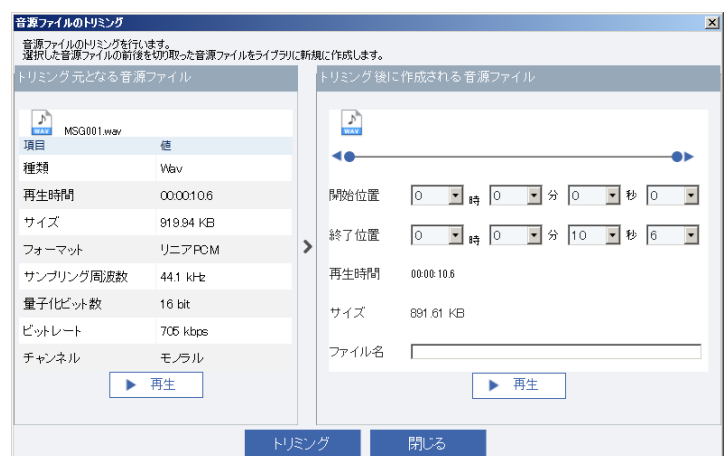 音源ファイルのトリミング
音源ファイルのトリミングを行います。
選択した音源ファイルの前後を切り取った音源ファイルをライブラリに新規に作成します。
トリミング元となる音源ファイル
WAV MSG001.wav
項目 値
種類 Wav
再生時間 00:00:10.6
サイズ 919.94 KB
フォーマット リニアPCM
サンプリング周波数 44.1 kHz
量子化ビット数 16 bit
ビットレート 705 kbps
チャンネル モノラル
再生
トリミング後に作成される音源ファイル
WAV
開始位置 0 時 0 分 0 秒 0
終了位置 0 時 0 分 10 秒 6
再生時間 00:00:10.6
サイズ 891.61 KB
ファイル名
再生
トリミング 閉じる